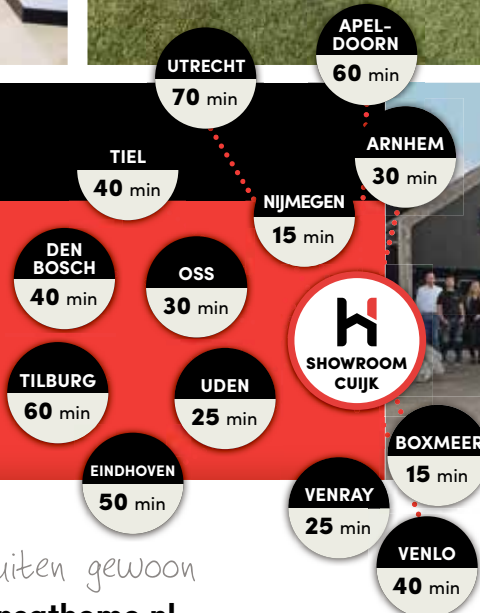 APEL-
DOORN
60 min
UTRECHT
70 min
ARNHEM
30 min
TIEL
40 min
NIJMEGEN
15 min
DEN
BOSCH
40 min
OSS
30 min
SHOWROOM
CUIJK
TILBURG
60 min
UDEN
25 min
BOXMEER
15 min
EINDHOVEN
50 min
VENRAY
25 min
VENLO
40 min
gewoon